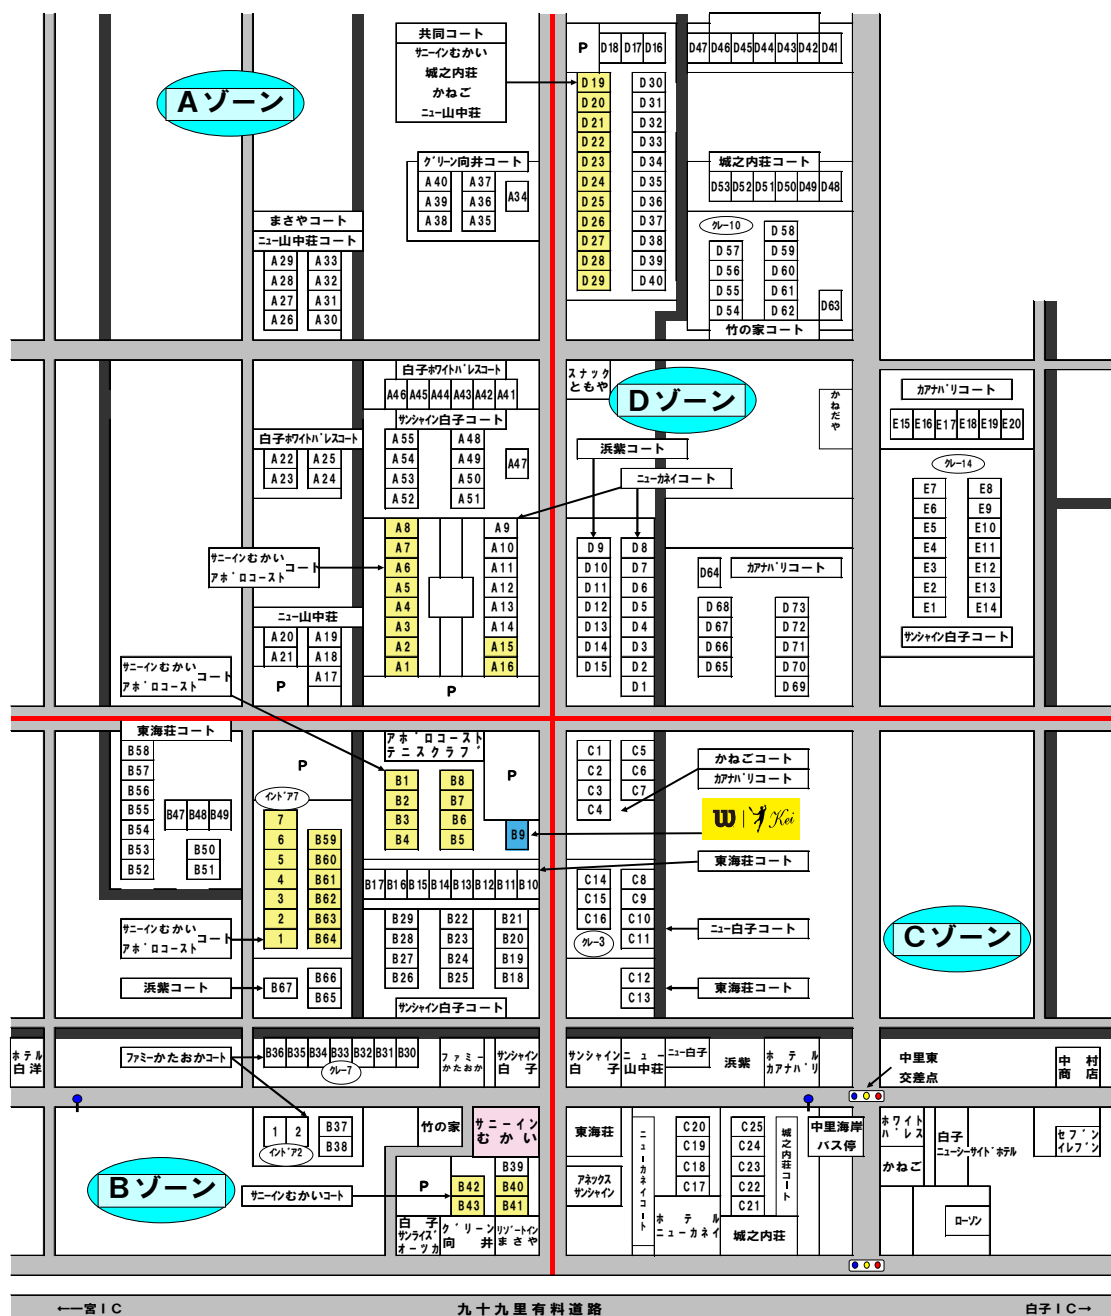 共同コート
サニーインむかい
城之内荘
かねご
ニュー山中荘
P
D18 D17 D16
D47 D46 D45 D44 D43 D42 D41
Aゾーン
D19 D30
D20 D31
D21 D32
D22 D33
D23 D34
D24 D35
D25 D36
D26 D37
D27 D38
D28 D39
D29 D40
グリーン向井コート
A40 A37 A34
A39 A36
A38 A35
城之内荘コート
D53 D52 D51 D50 D49 D48
クレー10
D58
D57 D59
D56 D60
D55 D61
D54 D62 D63
竹の家コート
まさやコート
ニュー山中荘コート
A29 A33
A28 A32
A27 A31
A26 A30
白子ホワイトパレスコート
A46 A45 A44 A43 A42 A41
サンシャイン白子コート
A55 A48
A54 A49 A47
A53 A50
A52 A51
白子ホワイトパレスコート
A22 A25
A23 A24
スナック
ともや
Dゾーン
かねだや
カアナパリコート
E15 E16 E17 E18 E19 E20
クレー14
E7 E8
E6 E9
E5 E10
E4 E11
E3 E12
E2 E13
E1 E14
サンシャイン白子コート
浜紫コート
ニューカネイコート
A8 A9
A7 A10
A6 A11
A5 A12
A4 A13
A3 A14
A2 A15
A1 A16
P
サニーインむかい
アポロコースト
コート
ニュー山中荘
A20 A19
A21 A18
P A17
D9 D8
D10 D7
D11 D6
D12 D5
D13 D4
D14 D3
D15 D2
D1
D64
カアナパリコート
D68 D73
D67 D72
D66 D71
D65 D70
D69
サニーインむかい
アポロコースト
コート
東海荘コート
B58
B57
B56
B55
B54
B53
B52
B47 B48 B49
B50
B51
P
インドア7
7
6 B59
5 B60
4 B61
3 B62
2 B63
1 B64
アポロコースト
テニスクラブ
B1 B8
B2 B7
B3 B6
B4 B5
P
B9
C1 C5
C2 C6
C3 C7
C4
かねごコート
カアナパリコート
W Kei
東海荘コート
B17 B16 B15 B14 B13 B12 B11 B10
B29 B22 B21
B28 B23 B20
B27 B24 B19
B26 B25 B18
サンシャイン白子コート
C14 C8
C15 C9
C16 C10
クレー3 C11
C12
C13
ニュー白子コート
東海荘コート
Cゾーン
サニーインむかい
アポロコースト
コート
浜紫コート
B67 B66
B65
ホテル
白洋
ファミーかたおかコート
B36 B35 B34 B33 B32 B31 B30
クレー7
ファミー
かたおか
サンシャイン
白子
サンシャイン
白子
ニュー
山中荘
ニュー白子
浜紫
ホテル
カアナパリ
中里東
交差点
中村
商店
1 2
インドア2
B37
B38
竹の家
サニーイン
むかい
東海荘
アネックス
サンシャイン
ニューカネイコート
C20
C19
C18
C17
C25
C24
C23
C22
C21
城之内荘コート
中里海岸
バス停
ホワイト
パレス
かねご
白子
ニューシーサイドホテル
セブン
イレブン
ローソン
Bゾーン
サニーインむかいコート
P
B39
B42 B40
B43 B41
白子
サンライズ
オーツカ
グリーン
向井
リゾートイン
まさや
ホテル
ニューカネイ
城之内荘
←一宮IC
九十九里有料道路
白子IC→